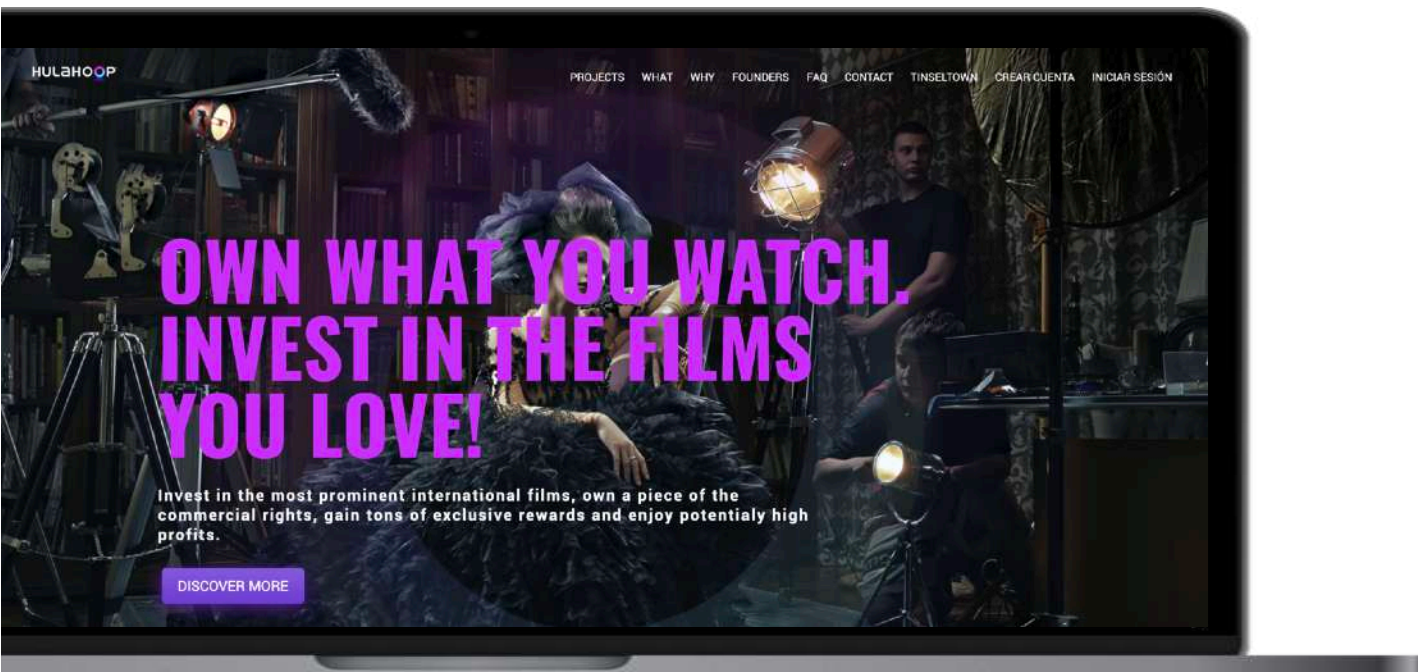 HULaHOOP
PROJECTS WHAT WHY FOUNDERS FAQ CONTACT TINSELTOWN CREAR CUENTA INICIAR SESIÓN
OWN WHAT YOU WATCH.
INVEST IN THE FILMS
YOU LOVE!
Invest in the most prominent international films, own a piece of the
commercial rights, gain tons of exclusive rewards and enjoy potentialy high
profits.
DISCOVER MORE